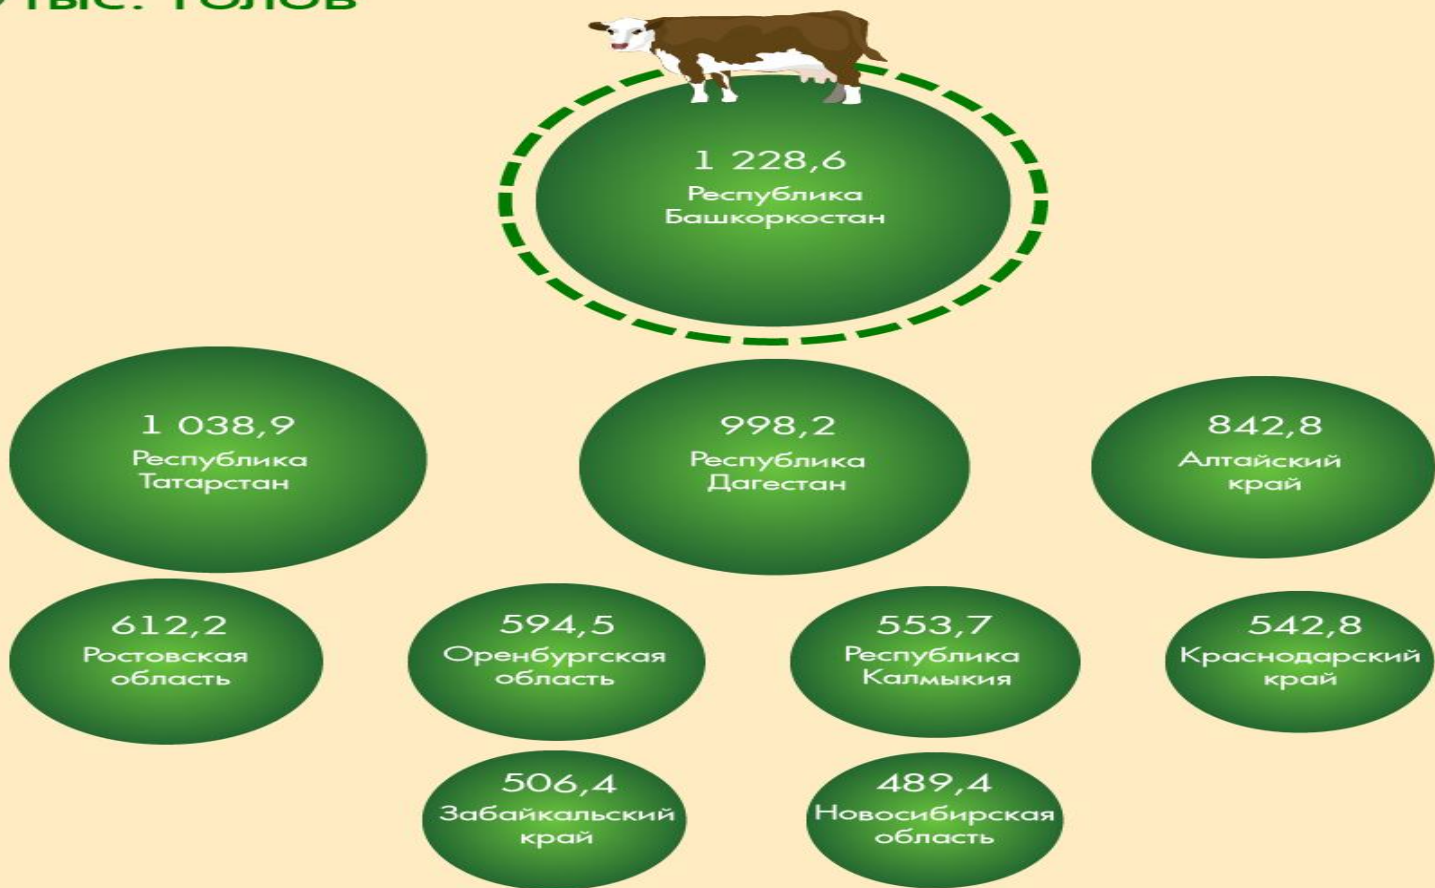 тыс. голов
1 228,6
Республика
Башкоркостан
1 038,9
Республика
Татарстан
998,2
Республика
Дагестан
842,8
Алтайский
край
612,2
Ростовская
область
594,5
Оренбургская
область
553,7
Республика
Калмыкия
542,8
Краснодарский
край
506,4
Забайкальский
край
489,4
Новосибирская
область